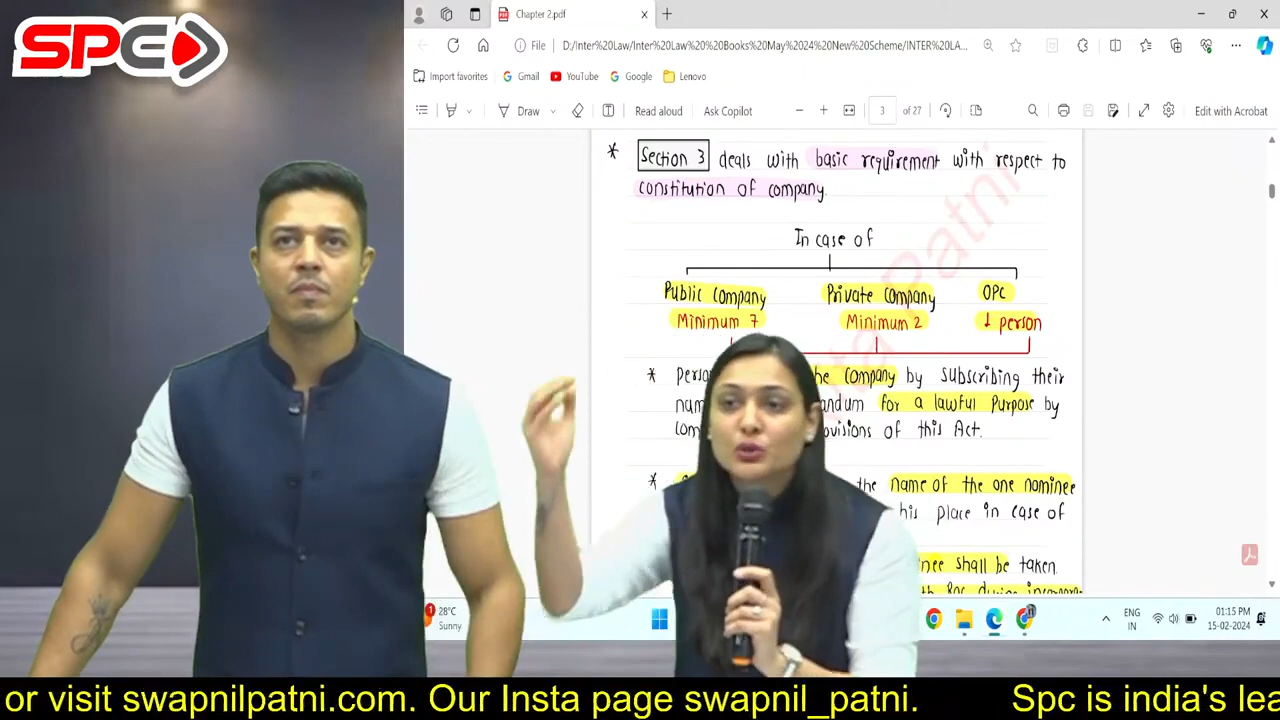 SPC
Chapter 2.pdf
File D:/Inter%20Law/Inter%20Law%20%20Books%20May%2024%20New%20Scheme/INTER%20LA...
Import favorites Gmail YouTube Google Lenovo
Draw Read aloud Ask Copilot 3 of 27 Edit with Acrobat
* Section 3 deals with basic requirement with respect to
constitution of company.
In case of
Public Company Private Company OPC
Minimum 7 Minimum 2 1 person
* he company by subscribing their
for a lawful Purpose by
of this Act.
* the name of the one nominee
his place in case of
shall be taken.
Patni
28°C
Sunny
ENG
IN
01:15 PM
15-02-2024
or visit swapnilpatni.com. Our Insta page swapnil_patni. Spc is india's lea